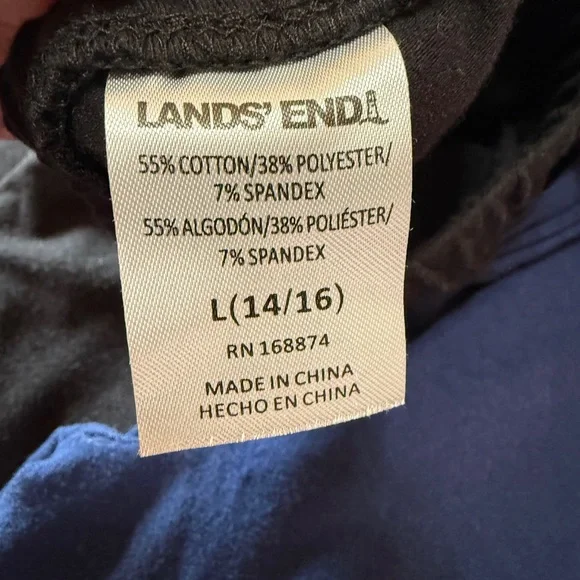 LANDS' END
55% COTTON/38% POLYESTER/
7% SPANDEX
55% ALGODÓN/38% POLIÉSTER/
7% SPANDEX
L(14/16)
RN 168874
MADE IN CHINA
HECHO EN CHINA